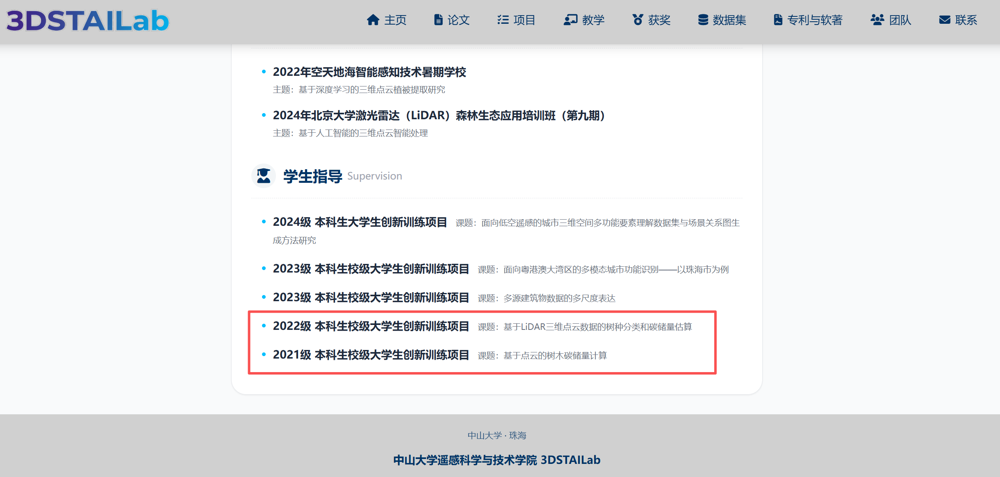 3DSTAILab
主页 论文 项目 教学 获奖 数据集 专利与软著 团队 联系
2022年空天地海智能感知技术暑期学校
主题：基于深度学习的三维点云植被提取研究
2024年北京大学激光雷达（LiDAR）森林生态应用培训班（第九期）
主题：基于人工智能的三维点云智能处理
学生指导 Supervision
2024级 本科生大学生创新训练项目 课题：面向低空遥感的城市三维空间多功能要素理解数据集与场景关系图生
成方法研究
2023级 本科生校级大学生创新训练项目 课题：面向粤港澳大湾区的多模态城市功能识别——以珠海市为例
2023级 本科生校级大学生创新训练项目 课题：多源建筑物数据的多尺度表达
2022级 本科生校级大学生创新训练项目 课题：基于LiDAR三维点云数据的树种分类和碳储量估算
2021级 本科生校级大学生创新训练项目 课题：基于点云的树木碳储量计算
中山大学 · 珠海
中山大学遥感科学与技术学院 3DSTAILab